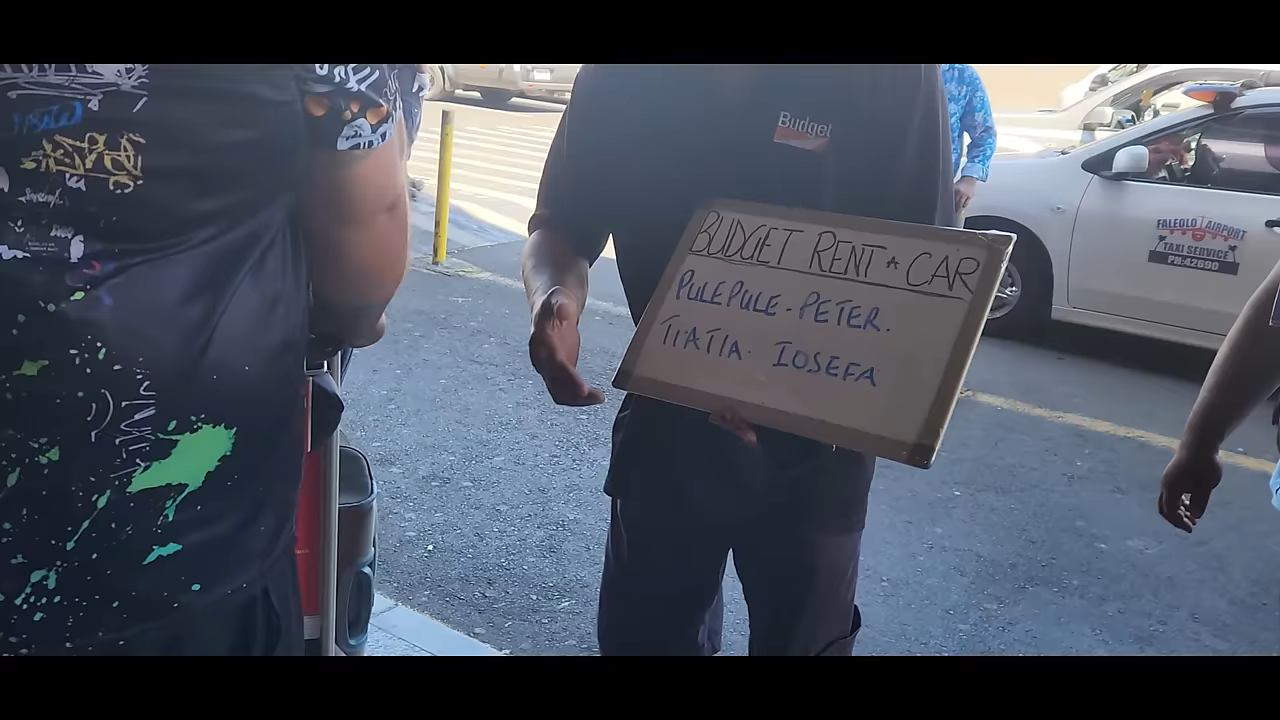 Budget
BUDGET RENT * CAR
PULEPULE - PETER.
TIATIA. IOSEFA
FALEOLO AIRPORT
TAXI SERVICE
PH:42690